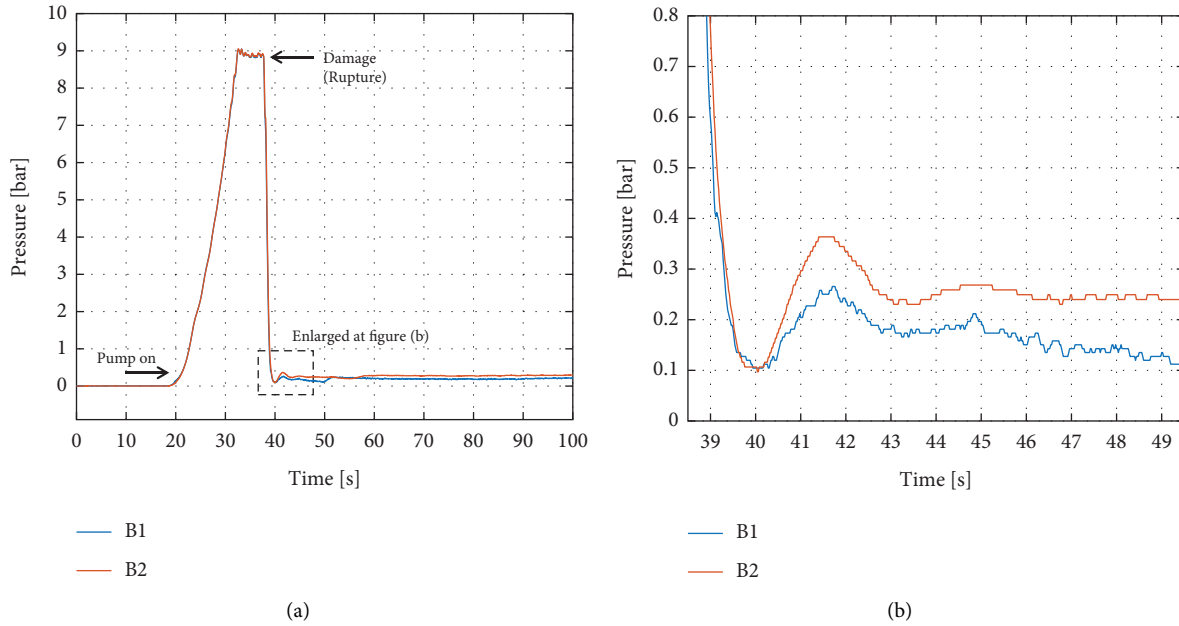 10
9
8
7
6
5
4
3
2
1
0
Pressure [bar]
Damage
(Rupture)
Enlarged at figure (b)
Pump on
0 10 20 30 40 50 60 70 80 90 100
Time [s]
B1
B2
(a)
0.8
0.7
0.6
0.5
0.4
0.3
0.2
0.1
0
Pressure [bar]
39 40 41 42 43 44 45 46 47 48 49
Time [s]
B1
B2
(b)